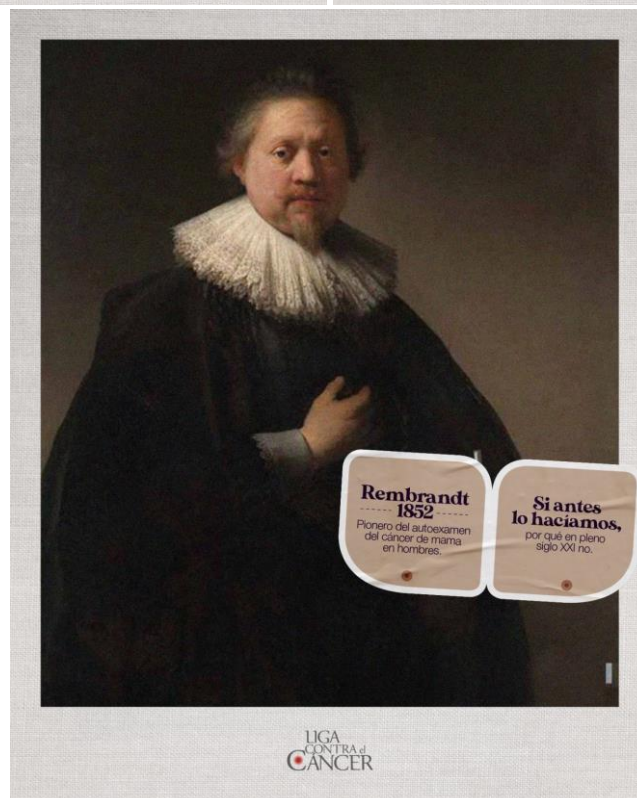 Rembrandt
1852
Pionero del autoexamen
del cáncer de mama
en hombres.
Si antes
lo hacíamos,
por qué en pleno
siglo XXI no.
LIGA
CONTRA el
CÁNCER